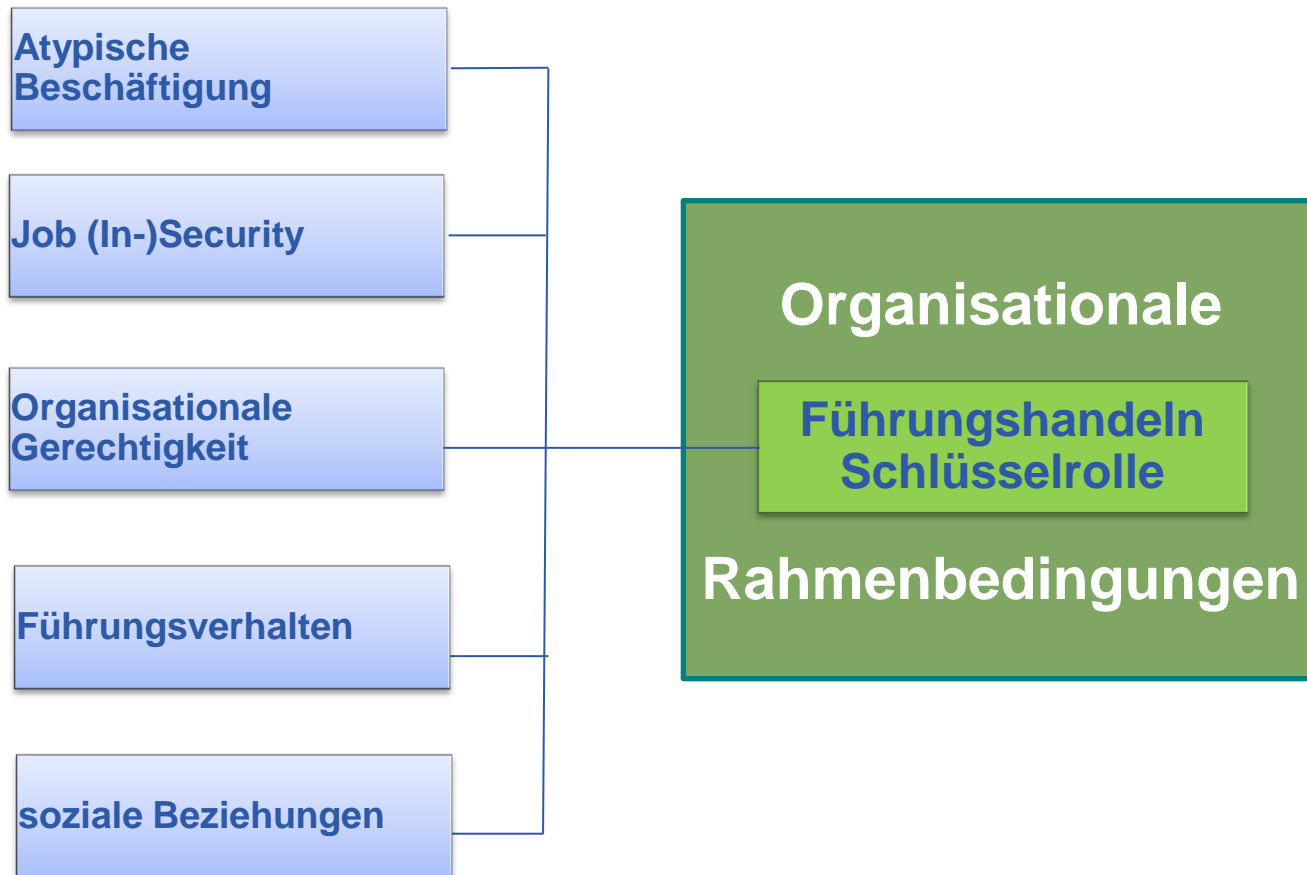 Atypische
Beschäftigung
Job (In-)Security
Organisationale
Gerechtigkeit
Führungsverhalten
soziale Beziehungen
Organisationale
Führungshandeln
Schlüsselrolle
Rahmenbedingungen